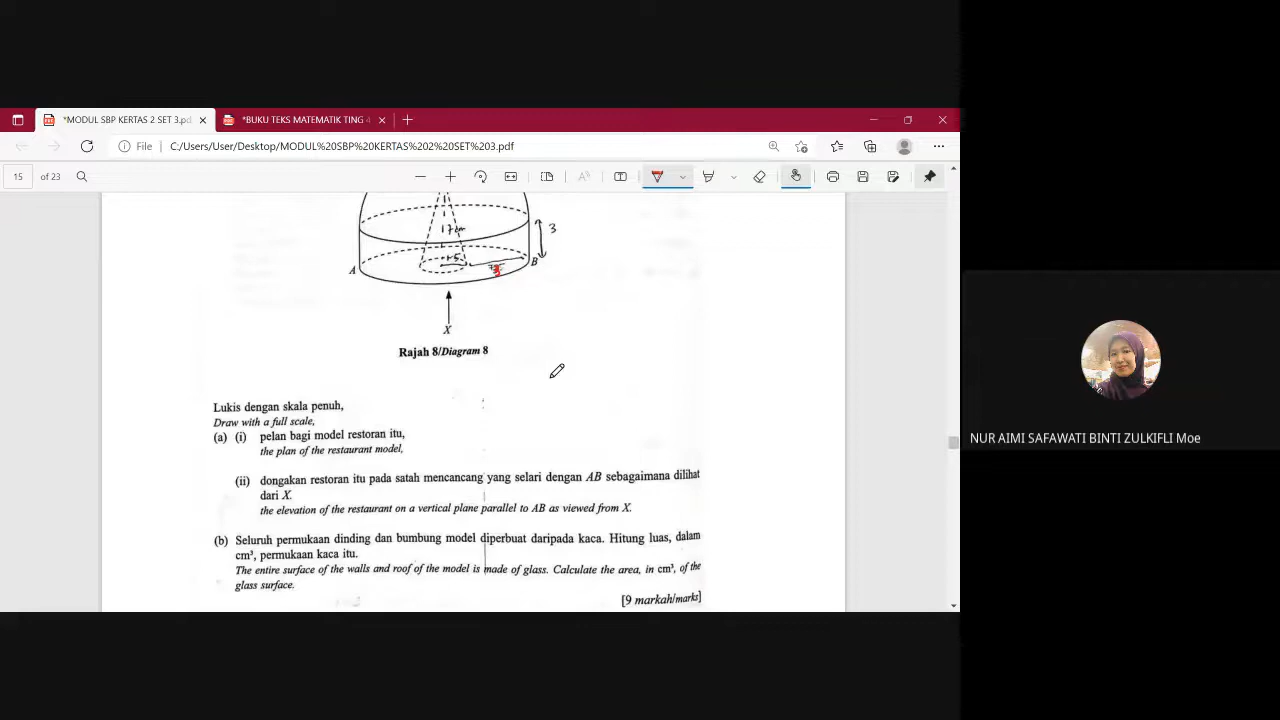 *MODUL SBP KERTAS 2 SET 3.pd
*BUKU TEKS MATEMATIK TING 4
File
C:/Users/User/Desktop/MODUL%20SBP%20KERTAS%202%20SET%203.pdf
15 of 23
17cm
3
1.5
3
A
B
X
Rajah 8/Diagram 8
Lukis dengan skala penuh,
Draw with a full scale,
(a) (i) pelan bagi model restoran itu,
the plan of the restaurant model,
(ii) dongakan restoran itu pada satah mencancang yang selari dengan AB sebagaimana dilihat
dari X.
the elevation of the restaurant on a vertical plane parallel to AB as viewed from X.
(b) Seluruh permukaan dinding dan bumbung model diperbuat daripada kaca. Hitung luas, dalam
cm³, permukaan kaca itu.
The entire surface of the walls and roof of the model is made of glass. Calculate the area, in cm³, of the
glass surface.
[9 markah/marks]
NUR AIMI SAFAWATI BINTI ZULKIFLI Moe